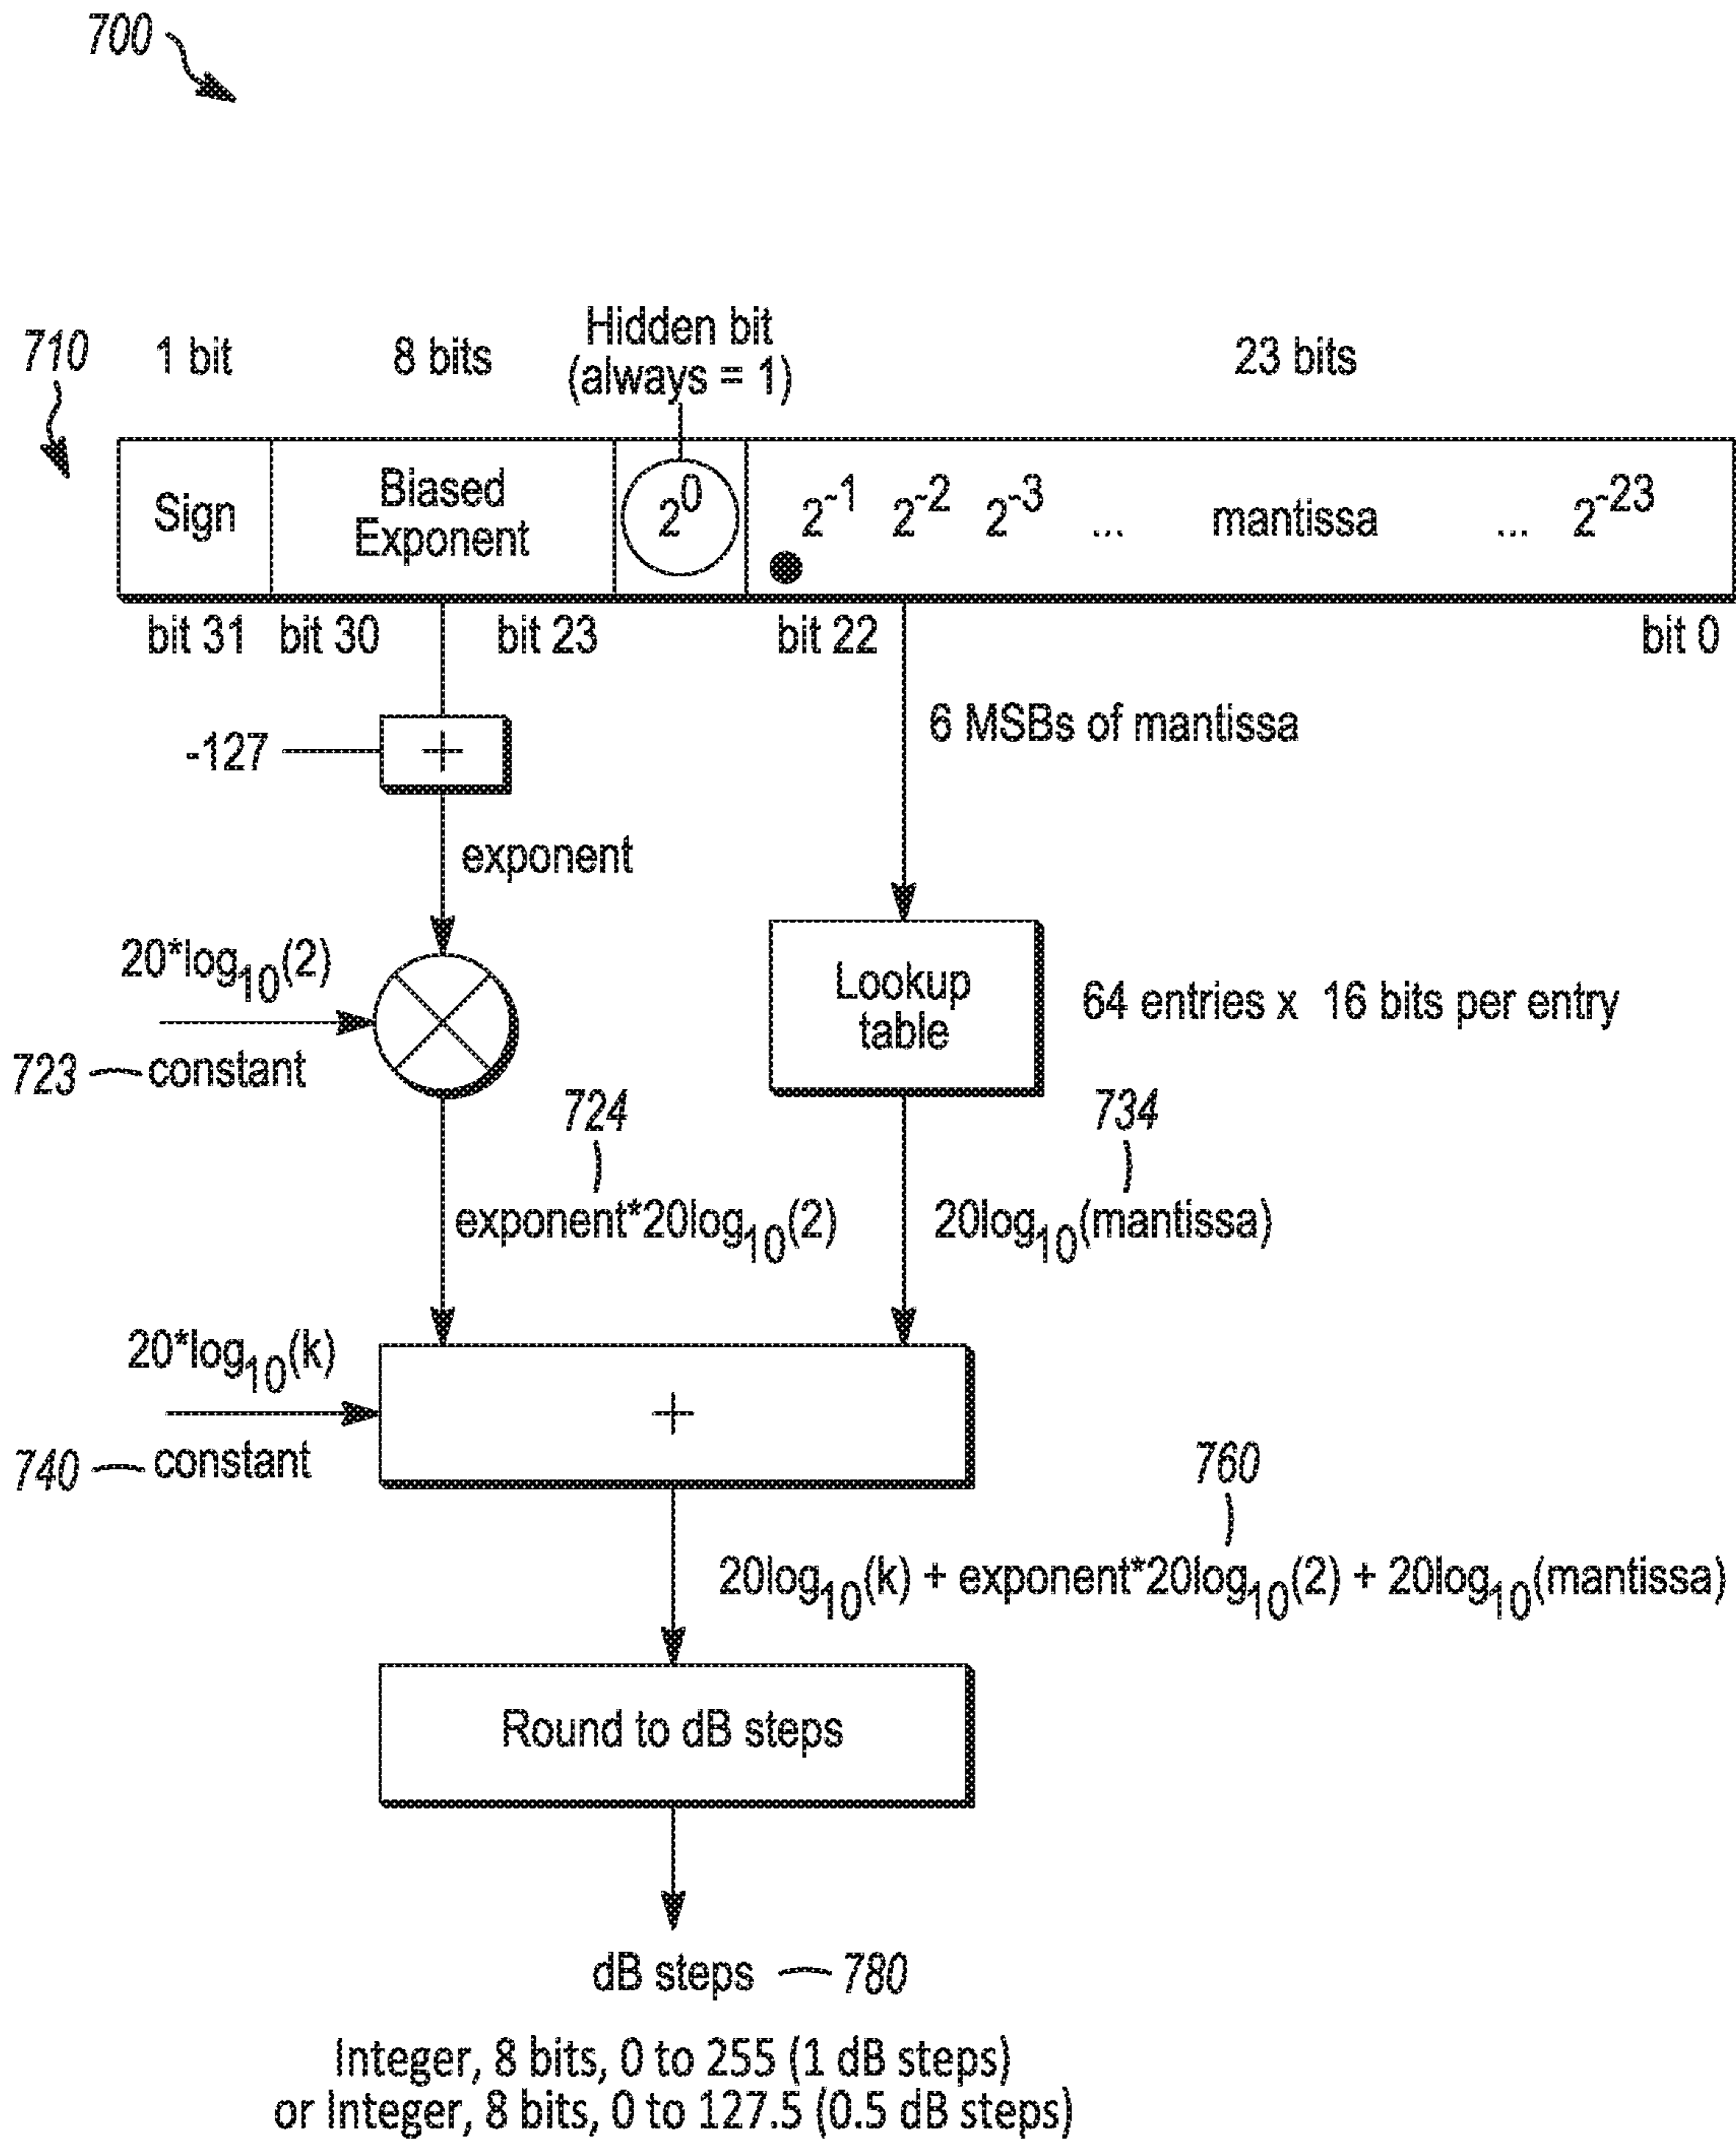 700
Hidden bit
710 1 bit 8 bits (always = 1) 23 bits
Sign Biased Exponent 2^0 2^-1 2^-2 2^-3 ... mantissa ... 2^-23
bit 31 bit 30 bit 23 bit 22 bit 0
6 MSBs of mantissa
-127 +
exponent
20*log10(2)
723 constant
Lookup
table
64 entries x 16 bits per entry
724 734
exponent*20log10(2) 20log10(mantissa)
20*log10(k)
+
740 constant
760
20log10(k) + exponent*20log10(2) + 20log10(mantissa)
Round to dB steps
dB steps 780
Integer, 8 bits, 0 to 255 (1 dB steps)
or Integer, 8 bits, 0 to 127.5 (0.5 dB steps)